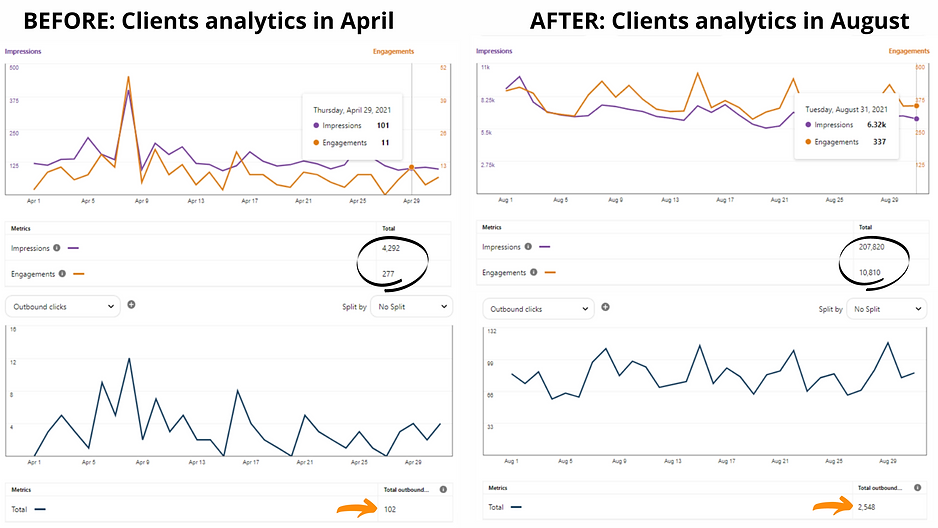 BEFORE: Clients analytics in April
Impressions
Engagements
500
375
250
125
52
39
26
13
Thursday, April 29, 2021
Impressions 101
Engagements 11
Apr 1
Apr 5
Apr 9
Apr 13
Apr 17
Apr 21
Apr 25
Apr 29
Metrics
Total
Impressions
4,292
Engagements
277
Outbound clicks
Split by
No Split
16
12
8
4
Apr 1
Apr 5
Apr 9
Apr 13
Apr 17
Apr 21
Apr 25
Apr 29
Metrics
Total outbound...
Total
102
AFTER: Clients analytics in August
Impressions
Engagements
11k
8.25k
5.5k
2.75k
500
375
250
125
Tuesday, August 31, 2021
Impressions 6.32k
Engagements 337
Aug 1
Aug 5
Aug 9
Aug 13
Aug 17
Aug 21
Aug 25
Aug 29
Metrics
Total
Impressions
207,820
Engagements
10,810
Outbound clicks
Split by
No Split
132
99
66
33
Aug 1
Aug 5
Aug 9
Aug 13
Aug 17
Aug 21
Aug 25
Aug 29
Metrics
Total outbound...
Total
2,548